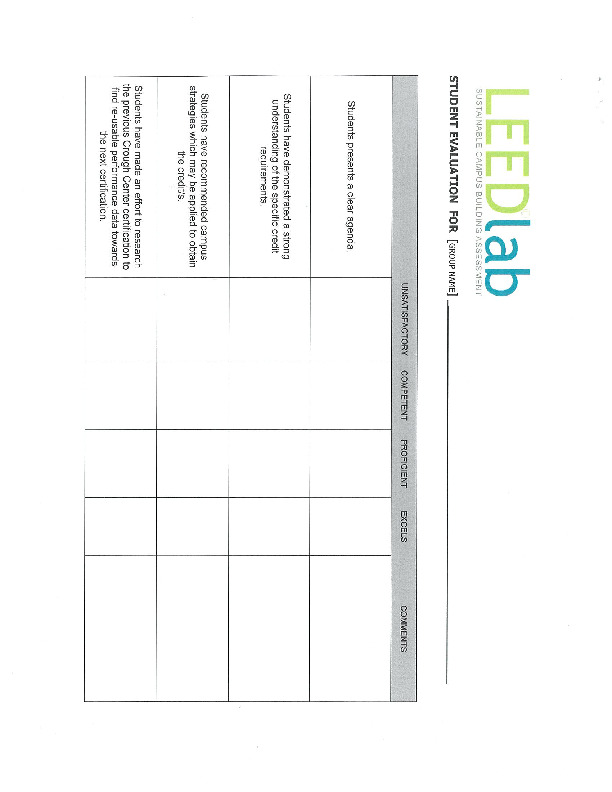 LEEDlab
SUSTAINABLE CAMPUS BUILDING ASSESSMENT
STUDENT EVALUATION FOR [GROUP NAME]
UNSATISFACTORY COMPETENT PROFICIENT EXCELS COMMENTS
Students presents a clear agenda
Students have demonstrated a strong
understanding of the specific credit
requirements
Students have recommended campus
strategies which may be applied to obtain
the credits.
Students have made an effort to research
the previous Crough Center certification to
find re-usable performance data towards
the next certification.